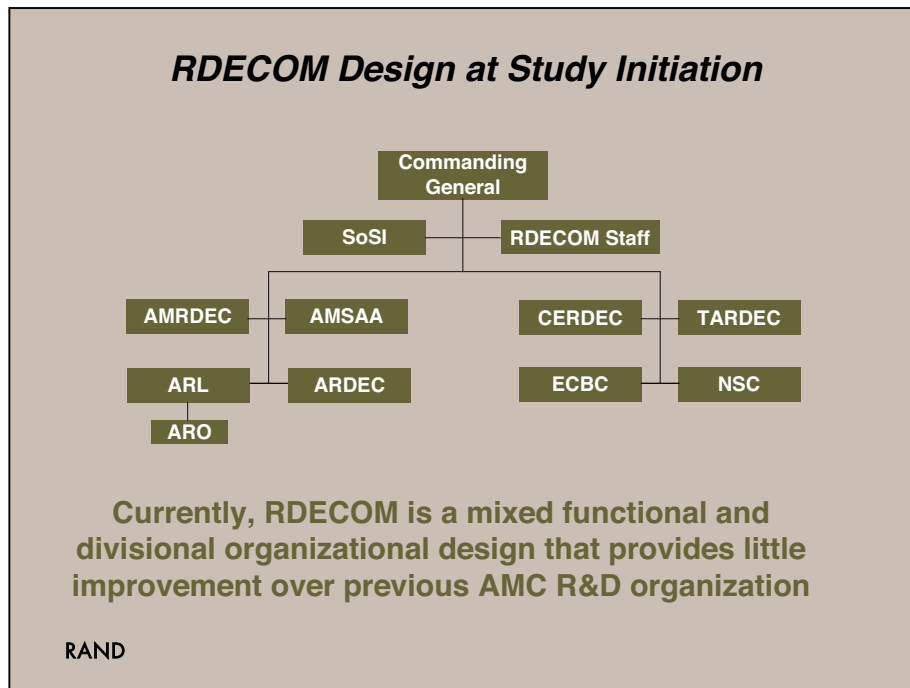 RDECOM Design at Study Initiation
Commanding
General
SoSI
RDECOM Staff
AMRDEC
AMSAA
CERDEC
TARDEC
ARL
ARDEC
ECBC
NSC
ARO
Currently, RDECOM is a mixed functional and
divisional organizational design that provides little
improvement over previous AMC R&D organization
RAND